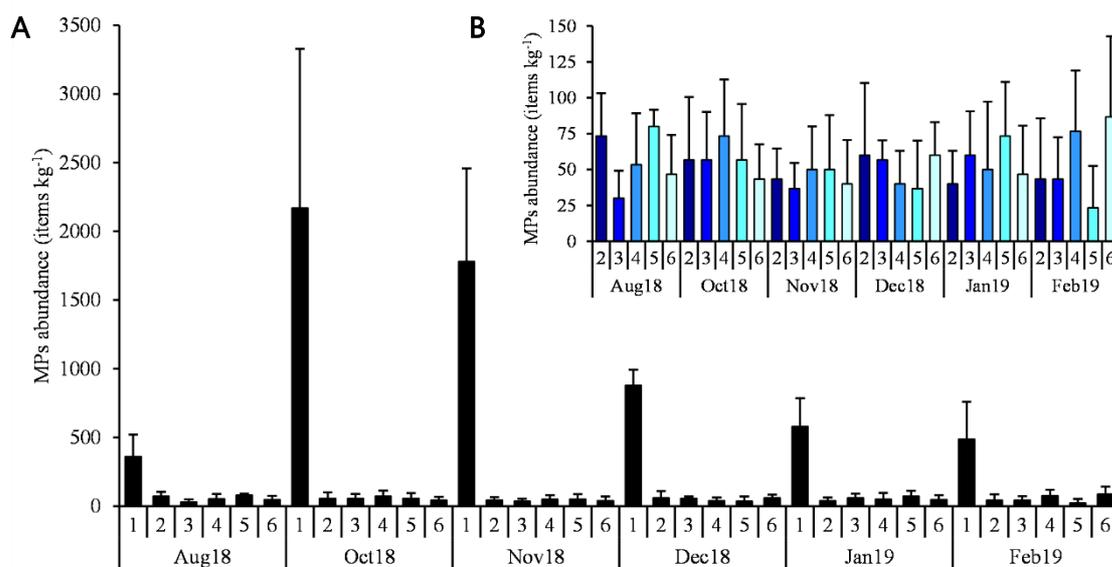 A
MPs abundance (items kg⁻¹)
3500
3000
2500
2000
1500
1000
500
0
1 2 3 4 5 6 1 2 3 4 5 6 1 2 3 4 5 6 1 2 3 4 5 6 1 2 3 4 5 6 1 2 3 4 5 6
Aug18 Oct18 Nov18 Dec18 Jan19 Feb19
B
MPs abundance (items kg⁻¹)
150
125
100
75
50
25
0
2 3 4 5 6 2 3 4 5 6 2 3 4 5 6 2 3 4 5 6 2 3 4 5 6 2 3 4 5 6
Aug18 Oct18 Nov18 Dec18 Jan19 Feb19